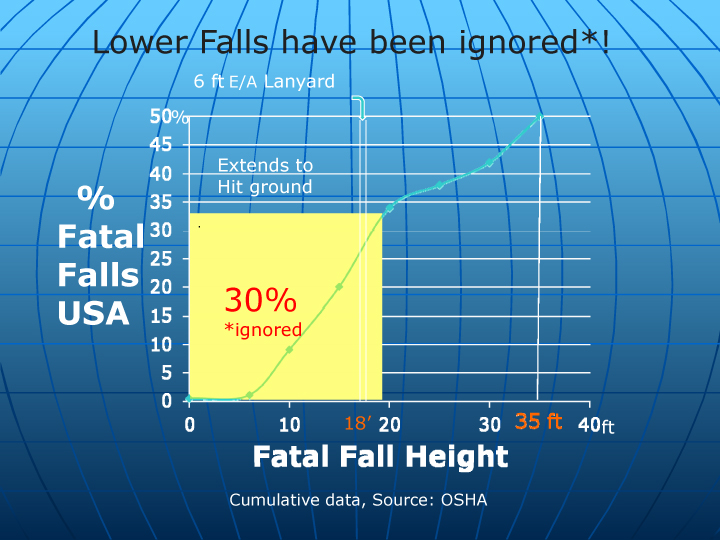 Lower Falls have been ignored*!
6 ft E/A Lanyard
50%
45
40
35
30
25
20
15
10
5
0
Extends to
Hit ground
%
Fatal
Falls
USA
30%
*ignored
0 10 18’ 20 30 35 ft 40ft
Fatal Fall Height
Cumulative data, Source: OSHA